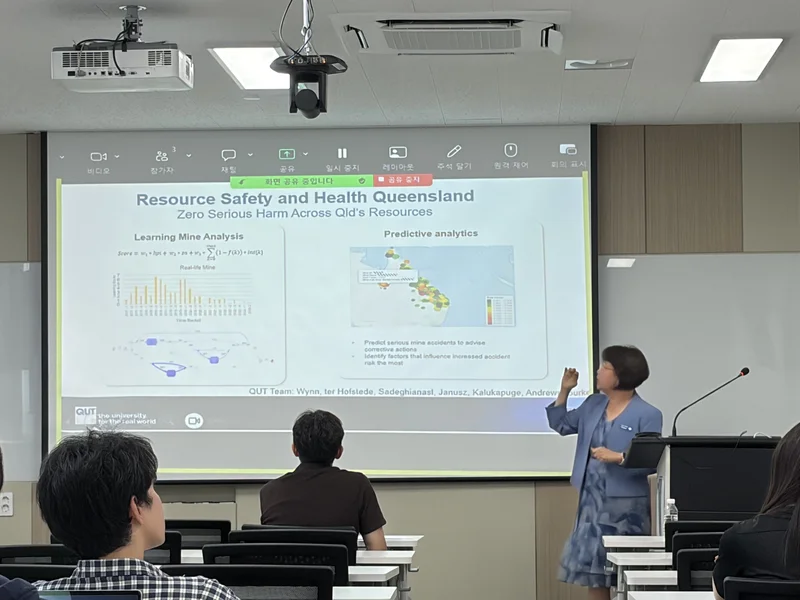 3
비디오
참가자
채팅
공유
일시 중지
레이아웃
주석 달기
원격 제어
회의 표시
화면 공유 중입니다
공유 중지
Resource Safety and Health Queensland
Zero Serious Harm Across Qld's Resources
Learning Mine Analysis
Real-life Mine
Predictive analytics
Predict serious mine accidents to advise
corrective actions
Identify factors that influence increased accident
risk the most
QUT Team: Wynn, ter Hofstede, Sadeghianasl, Janusz, Kalukapuge, Andrews
QUT
the university
for the real world